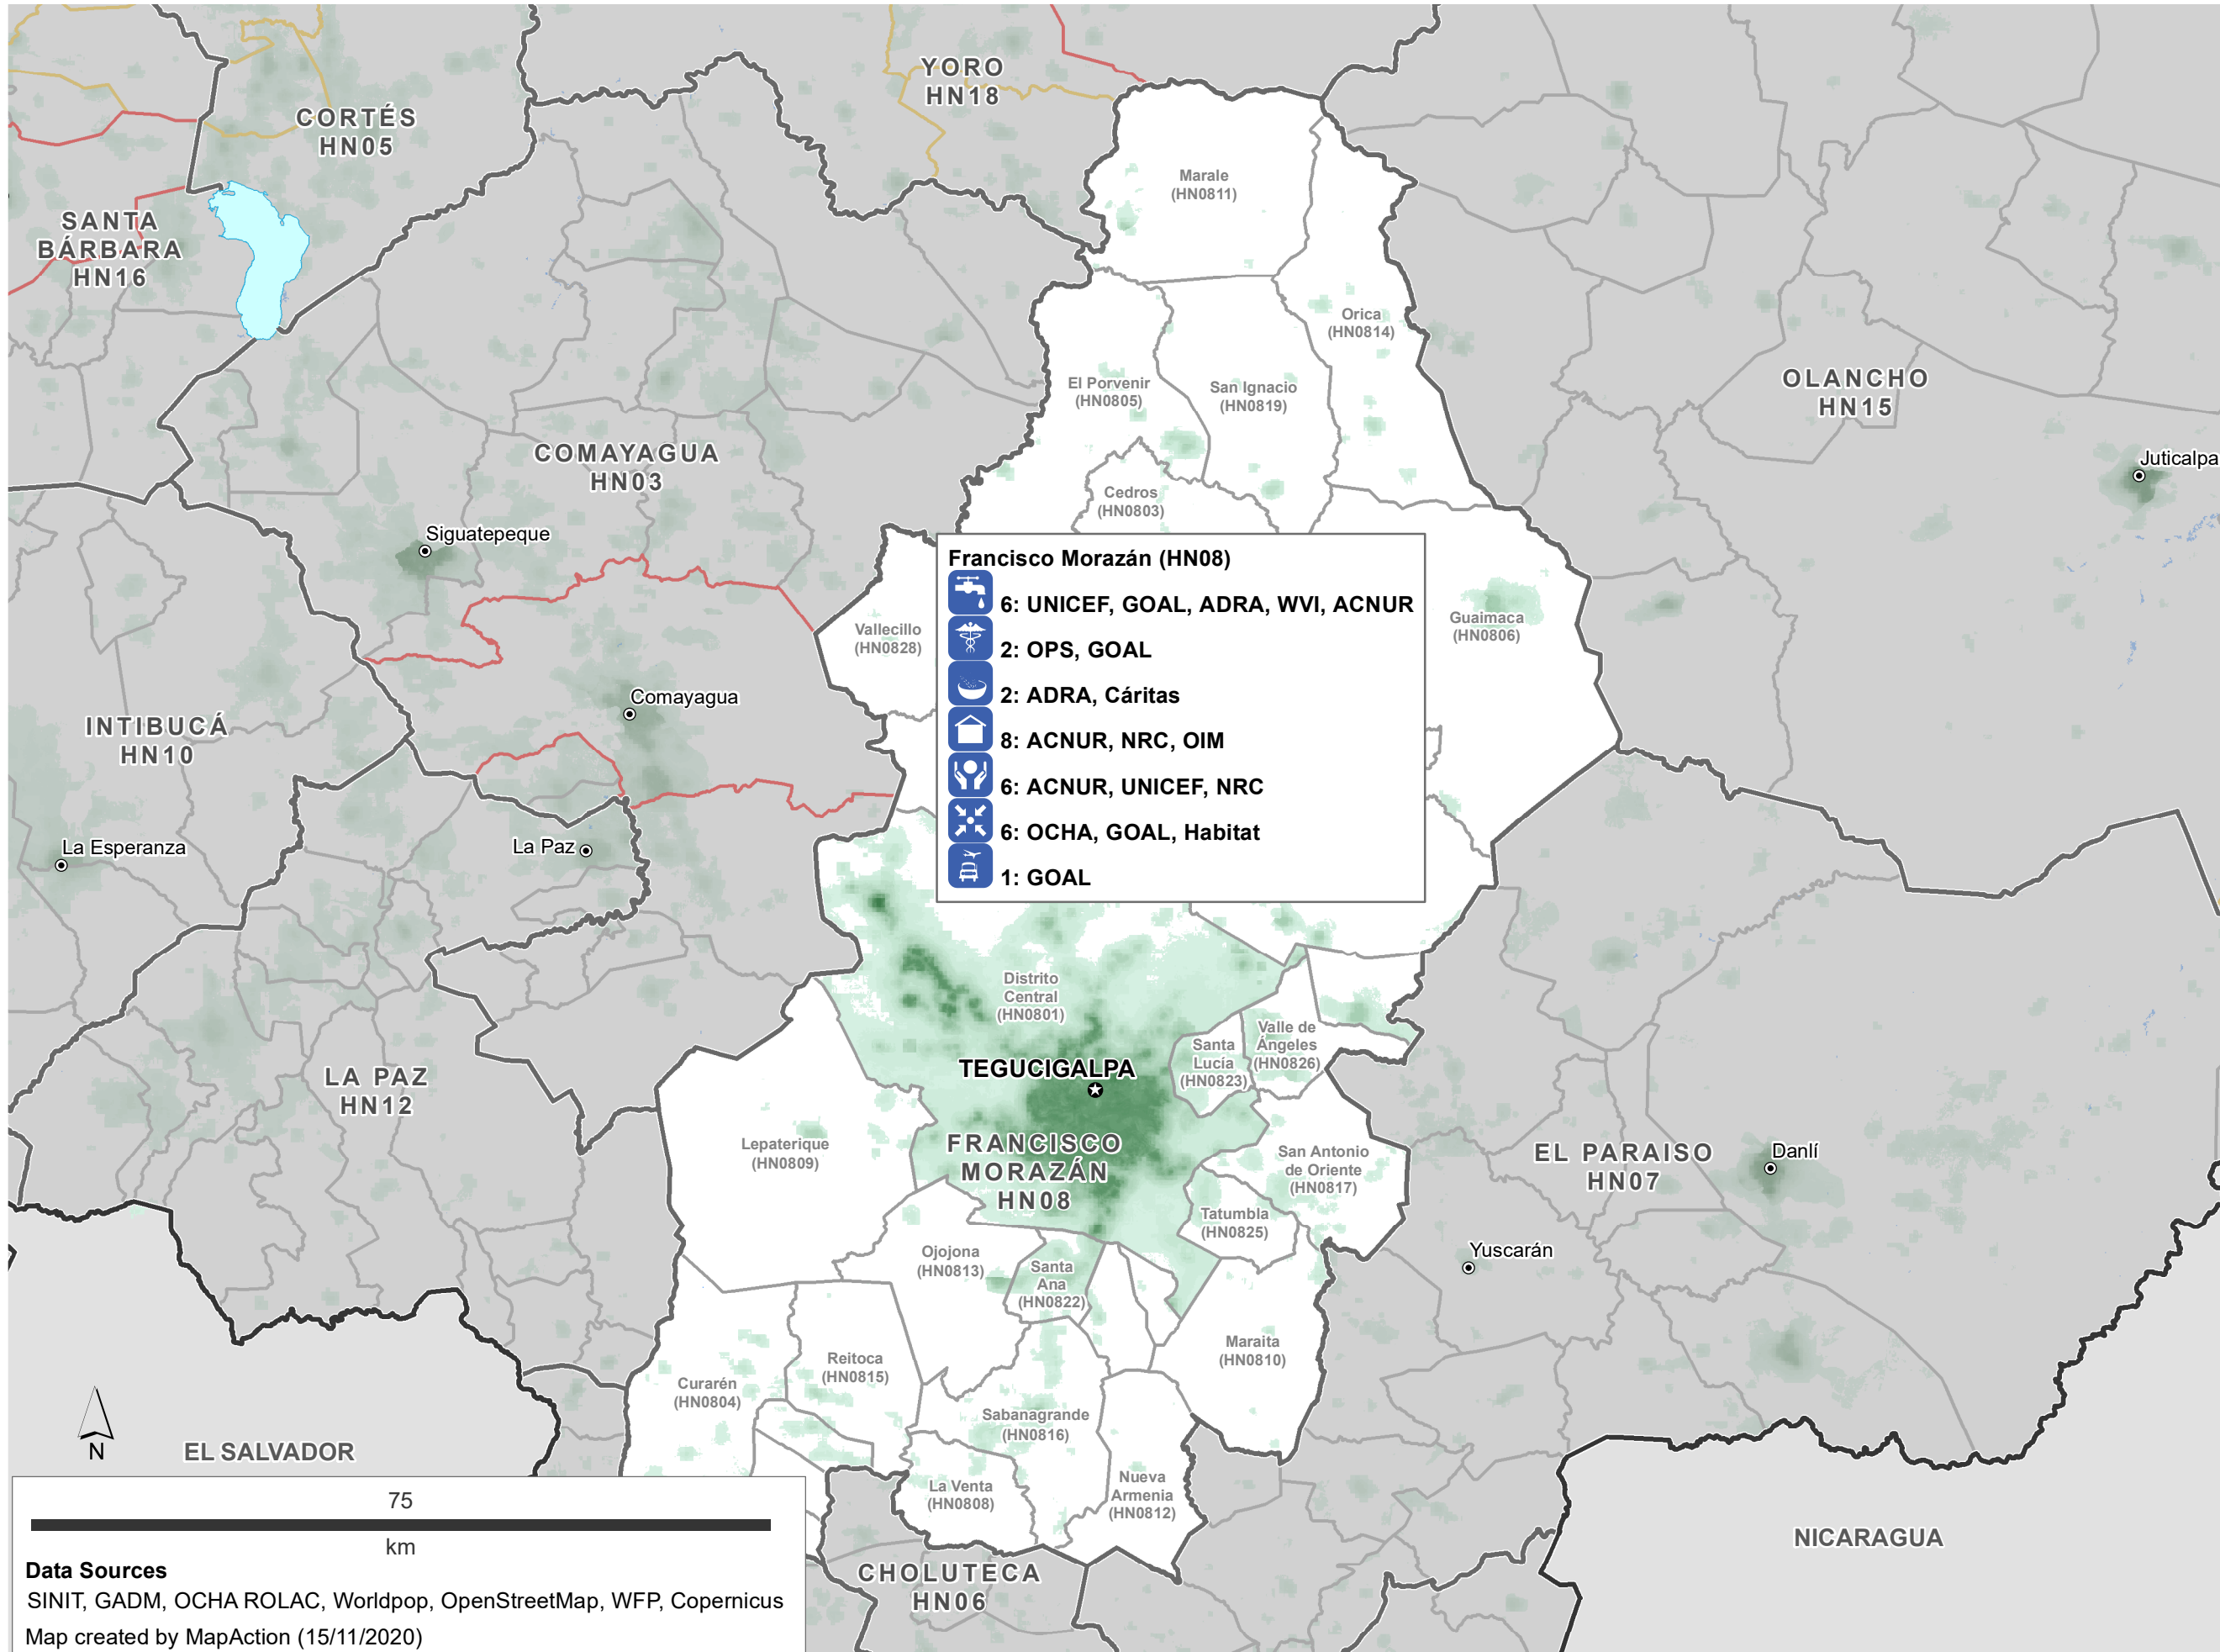 YORO
HN18
CORTÉS
HN05
Marale
(HN0811)
SANTA
BÁRBARA
HN16
Orica
(HN0814)
El Porvenir
(HN0805)
San Ignacio
(HN0819)
OLANCHO
HN15
COMAYAGUA
HN03
Juticalpa
Cedros
(HN0803)
Siguatepeque
Francisco Morazán (HN08)
6: UNICEF, GOAL, ADRA, WVI, ACNUR
2: OPS, GOAL
2: ADRA, Cáritas
8: ACNUR, NRC, OIM
6: ACNUR, UNICEF, NRC
6: OCHA, GOAL, Habitat
1: GOAL
Vallecillo
(HN0828)
Guaimaca
(HN0806)
Comayagua
INTIBUCÁ
HN10
La Esperanza
La Paz
Distrito
Central
(HN0801)
Valle de
Ángeles
(HN0826)
Santa
Lucía
(HN0823)
TEGUCIGALPA
LA PAZ
HN12
Lepaterique
(HN0809)
FRANCISCO
MORAZÁN
HN08
San Antonio
de Oriente
(HN0817)
EL PARAISO
HN07
Danlí
Tatumbla
(HN0825)
Yuscarán
Ojojona
(HN0813)
Santa
Ana
(HN0822)
Maraita
(HN0810)
Reitoca
(HN0815)
Curarén
(HN0804)
Sabanagrande
(HN0816)
N
EL SALVADOR
La Venta
(HN0808)
Nueva
Armenia
(HN0812)
NICARAGUA
CHOLUTECA
HN06
75
km
Data Sources
SINIT, GADM, OCHA ROLAC, Worldpop, OpenStreetMap, WFP, Copernicus
Map created by MapAction (15/11/2020)